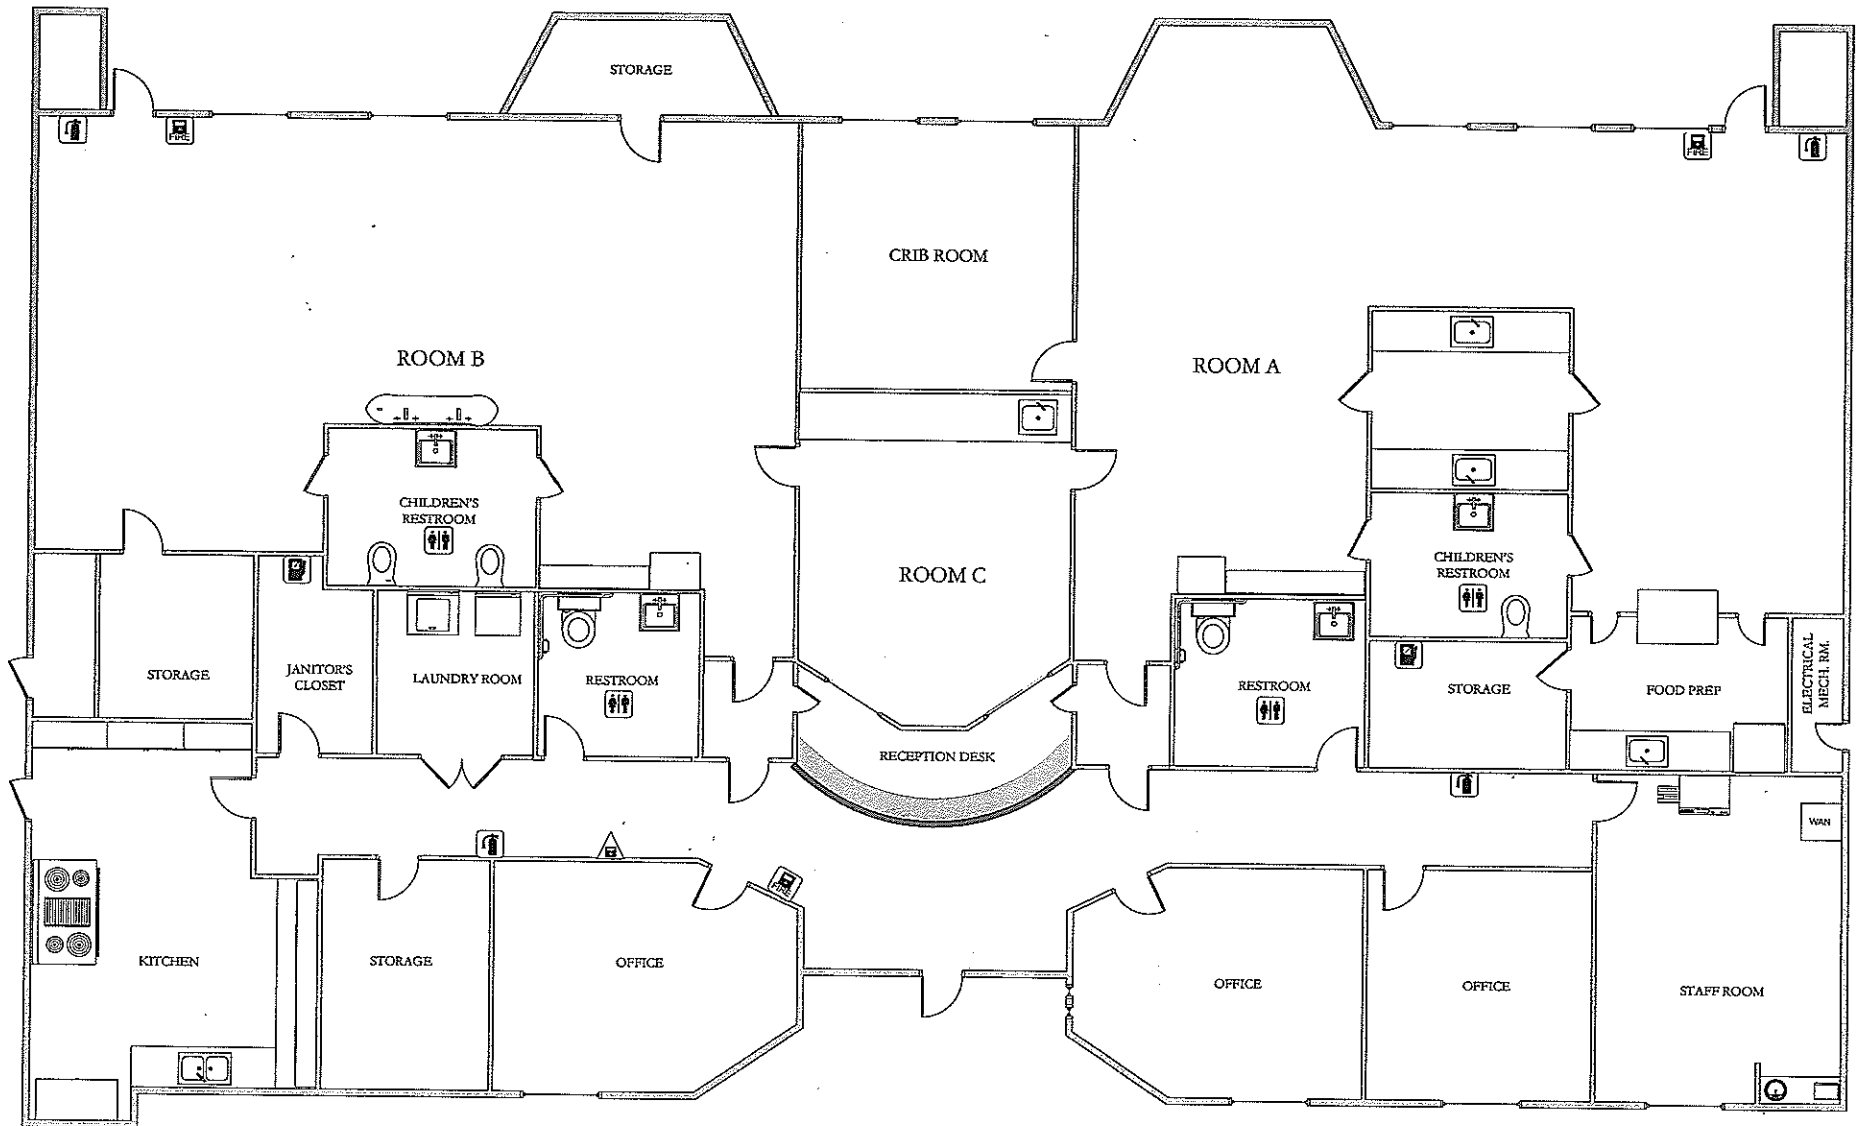 STORAGE
FIRE
FIRE
CRIB ROOM
ROOM B
ROOM A
CHILDREN'S
RESTROOM
CHILDREN'S
RESTROOM
ROOM C
STORAGE
JANITOR'S
CLOSET
LAUNDRY ROOM
RESTROOM
RESTROOM
STORAGE
FOOD PREP
ELECTRICAL
MECH. RM.
RECEPTION DESK
WAN
FIRE
KITCHEN
STORAGE
OFFICE
OFFICE
OFFICE
STAFF ROOM